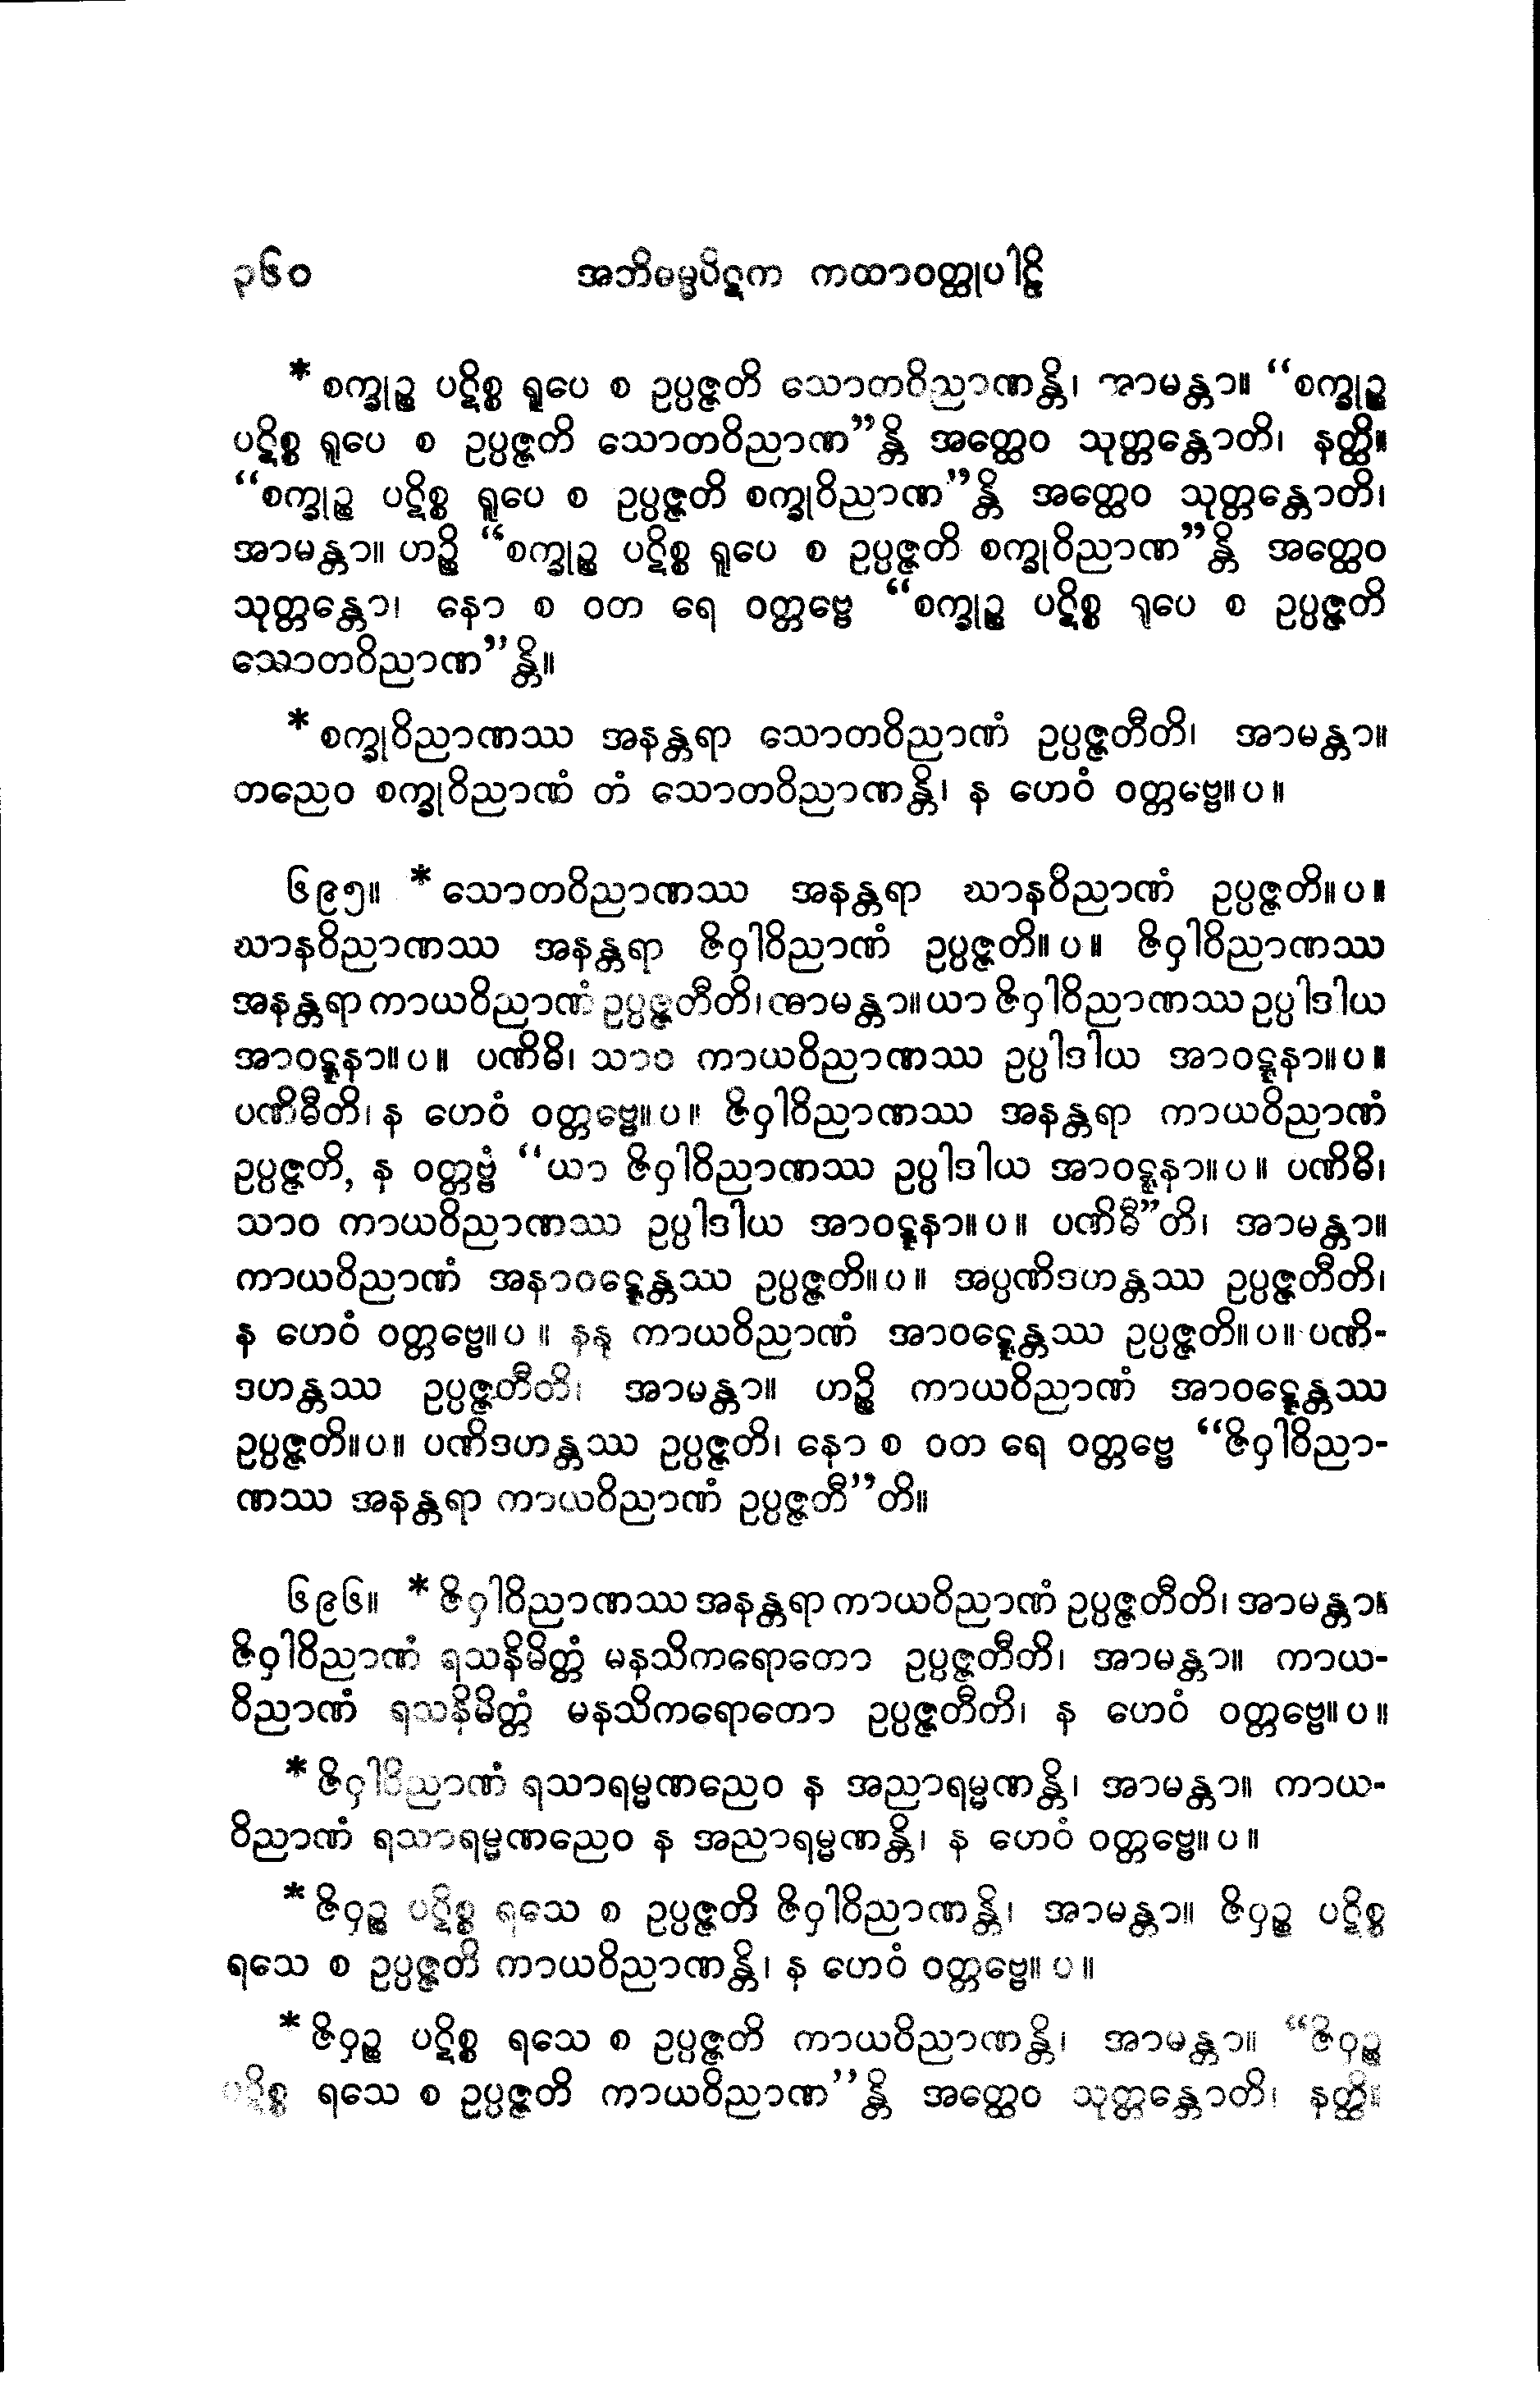 ၃၆၀ အဘိဓမ္မပိဋက ကထာဝတ္ထုပါဠိ
* စက္ခုဉ္စ ပဋိစ္စ ရူပေ စ ဥပ္ပဇ္ဇတိ သောတဝိညာဏန္တိ၊ အာမန္တာ။ “စက္ခုဉ္စ
ပဋိစ္စ ရူပေ စ ဥပ္ပဇ္ဇတိ သောတဝိညာဏ”န္တိ အတ္ထေဝ သုတ္တန္တောတိ၊ နတ္ထိ။
“စက္ခုဉ္စ ပဋိစ္စ ရူပေ စ ဥပ္ပဇ္ဇတိ စက္ခုဝိညာဏ”န္တိ အတ္ထေဝ သုတ္တန္တောတိ၊
အာမန္တာ။ ဟဉ္စိ “စက္ခုဉ္စ ပဋိစ္စ ရူပေ စ ဥပ္ပဇ္ဇတိ စက္ခုဝိညာဏ”န္တိ အတ္ထေဝ
သုတ္တန္တော၊ နော စ ဝတ ရေ ဝတ္တဗ္ဗေ “စက္ခုဉ္စ ပဋိစ္စ ရူပေ စ ဥပ္ပဇ္ဇတိ
သောတဝိညာဏ”န္တိ။
* စက္ခုဝိညာဏဿ အနန္တရာ သောတဝိညာဏံ ဥပ္ပဇ္ဇတီတိ၊ အာမန္တာ။
တညေဝ စက္ခုဝိညာဏံ တံ သောတဝိညာဏန္တိ၊ န ဟေဝံ ဝတ္တဗ္ဗေ။ပ။
၆၉၅။ * သောတဝိညာဏဿ အနန္တရာ ဃာနဝိညာဏံ ဥပ္ပဇ္ဇတိ။ပ။
ဃာနဝိညာဏဿ အနန္တရာ ဇိဝှါဝိညာဏံ ဥပ္ပဇ္ဇတိ။ပ။ ဇိဝှါဝိညာဏဿ
အနန္တရာ ကာယဝိညာဏံ ဥပ္ပဇ္ဇတီတိ၊ အာမန္တာ။ ယာ ဇိဝှါဝိညာဏဿ ဥပ္ပါဒါယ
အာဝဋ္ဋနာ။ပ။ ပဏိဓိ၊ သာဝ ကာယဝိညာဏဿ ဥပ္ပါဒါယ အာဝဋ္ဋနာ။ပ။
ပဏိဓီတိ၊ န ဟေဝံ ဝတ္တဗ္ဗေ။ပ။ ဇိဝှါဝိညာဏဿ အနန္တရာ ကာယဝိညာဏံ
ဥပ္ပဇ္ဇတိ, န ဝတ္တဗ္ဗံ “ယာ ဇိဝှါဝိညာဏဿ ဥပ္ပါဒါယ အာဝဋ္ဋနာ။ပ။ ပဏိဓိ၊
သာဝ ကာယဝိညာဏဿ ဥပ္ပါဒါယ အာဝဋ္ဋနာ။ပ။ ပဏိဓီ”တိ၊ အာမန္တာ။
ကာယဝိညာဏံ အနာဝဋ္ဋေန္တဿ ဥပ္ပဇ္ဇတိ။ပ။ အပ္ပဏိဒဟန္တဿ ဥပ္ပဇ္ဇတီတိ၊
န ဟေဝံ ဝတ္တဗ္ဗေ။ပ။ နနု ကာယဝိညာဏံ အာဝဋ္ဋေန္တဿ ဥပ္ပဇ္ဇတိ။ပ။ ပဏိ-
ဒဟန္တဿ ဥပ္ပဇ္ဇတီတိ၊ အာမန္တာ။ ဟဉ္စိ ကာယဝိညာဏံ အာဝဋ္ဋေန္တဿ
ဥပ္ပဇ္ဇတိ။ပ။ ပဏိဒဟန္တဿ ဥပ္ပဇ္ဇတိ၊ နော စ ဝတ ရေ ဝတ္တဗ္ဗေ “ဇိဝှါဝိညာ-
ဏဿ အနန္တရာ ကာယဝိညာဏံ ဥပ္ပဇ္ဇတီ”တိ။
၆၉၆။ * ဇိဝှါဝိညာဏဿ အနန္တရာ ကာယဝိညာဏံ ဥပ္ပဇ္ဇတီတိ၊ အာမန္တာ။
ဇိဝှါဝိညာဏံ ရသနိမိတ္တံ မနသိကရောတော ဥပ္ပဇ္ဇတီတိ၊ အာမန္တာ။ ကာယ-
ဝိညာဏံ ရသနိမိတ္တံ မနသိကရောတော ဥပ္ပဇ္ဇတီတိ၊ န ဟေဝံ ဝတ္တဗ္ဗေ။ပ။
* ဇိဝှါဝိညာဏံ ရသာရမ္မဏညေဝ န အညာရမ္မဏန္တိ၊ အာမန္တာ။ ကာယ-
ဝိညာဏံ ရသာရမ္မဏညေဝ န အညာရမ္မဏန္တိ၊ န ဟေဝံ ဝတ္တဗ္ဗေ။ပ။
* ဇိဝှဉ္စ ပဋိစ္စ ရသေ စ ဥပ္ပဇ္ဇတိ ဇိဝှါဝိညာဏန္တိ၊ အာမန္တာ။ ဇိဝှဉ္စ ပဋိစ္စ
ရသေ စ ဥပ္ပဇ္ဇတိ ကာယဝိညာဏန္တိ၊ န ဟေဝံ ဝတ္တဗ္ဗေ။ပ။
* ဇိဝှဉ္စ ပဋိစ္စ ရသေ စ ဥပ္ပဇ္ဇတိ ကာယဝိညာဏန္တိ၊ အာမန္တာ။ “ဇိဝှဉ္စ
ပဋိစ္စ ရသေ စ ဥပ္ပဇ္ဇတိ ကာယဝိညာဏ”န္တိ အတ္ထေဝ သုတ္တန္တောတိ၊ နတ္ထိ။